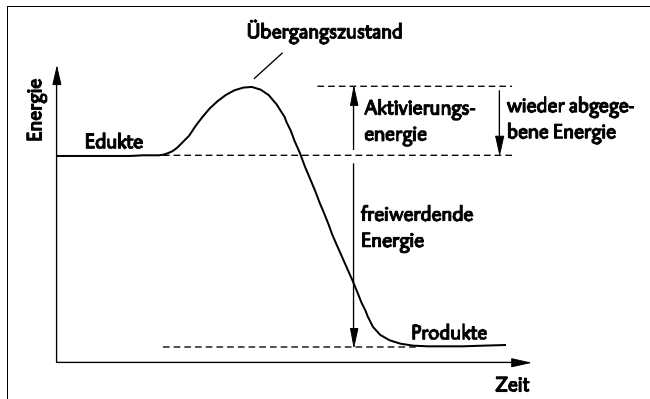 Übergangszustand
Energie
Edukte
Aktivierungs-
energie
wieder abgege-
bene Energie
freiwerdende
Energie
Produkte
Zeit